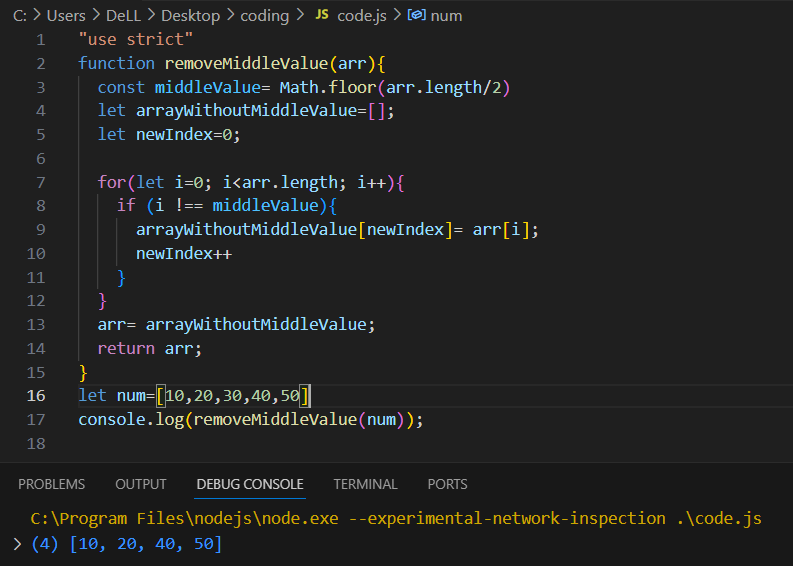 C: > Users > DeLL > Desktop > coding > JS code.js > num
1 "use strict"
2 function removeMiddleValue(arr){
3   const middleValue= Math.floor(arr.length/2)
4   let arrayWithoutMiddleValue=[];
5   let newIndex=0;
6
7   for(let i=0; i<arr.length; i++){
8     if (i !== middleValue){
9       arrayWithoutMiddleValue[newIndex]= arr[i];
10       newIndex++
11     }
12   }
13   arr= arrayWithoutMiddleValue;
14   return arr;
15 }
16 let num=[10,20,30,40,50]
17 console.log(removeMiddleValue(num));
18
PROBLEMS OUTPUT DEBUG CONSOLE TERMINAL PORTS
C:\Program Files\nodejs\node.exe --experimental-network-inspection .\code.js
> (4) [10, 20, 40, 50]